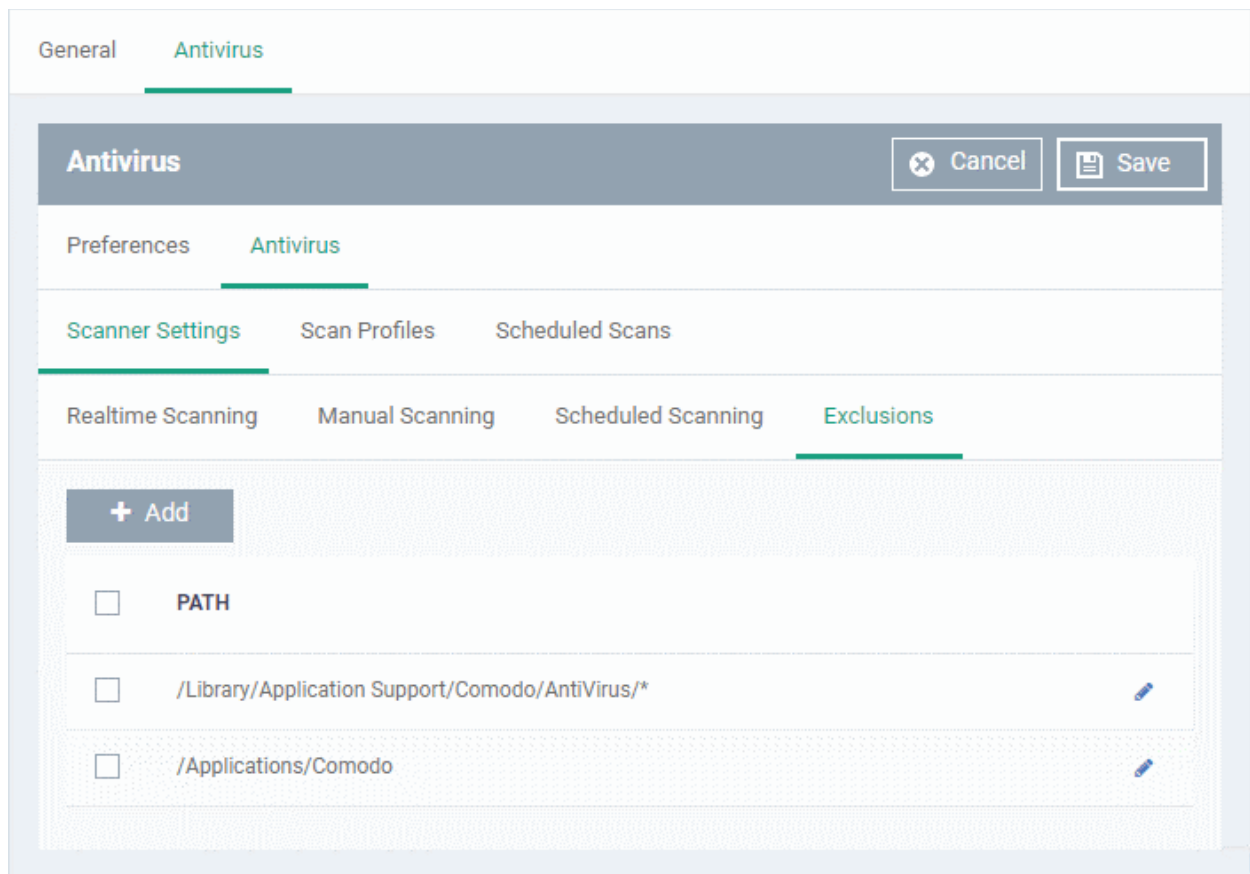 General Antivirus
Antivirus Cancel Save
Preferences Antivirus
Scanner Settings Scan Profiles Scheduled Scans
Realtime Scanning Manual Scanning Scheduled Scanning Exclusions
+ Add
PATH
/Library/Application Support/Comodo/AntiVirus/*
/Applications/Comodo